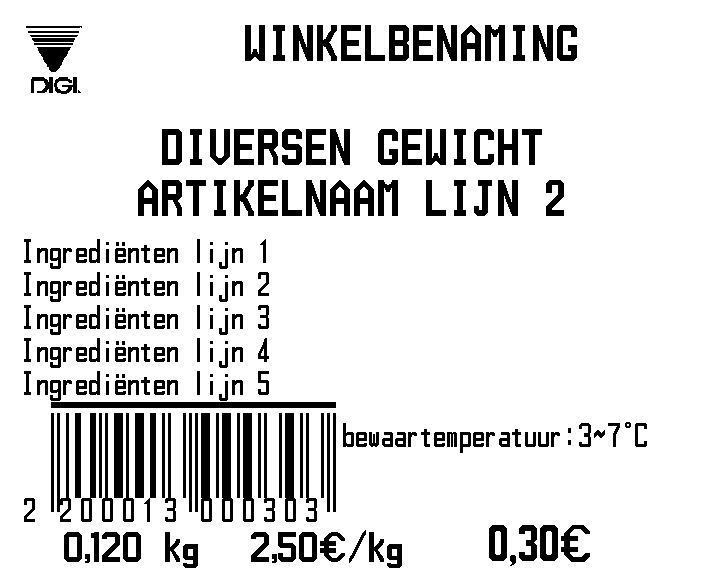 WINKELBENAMING
DIGI.
DIVERSEN GEWICHT
ARTIKELNAAM LIJN 2
Ingrediënten lijn 1
Ingrediënten lijn 2
Ingrediënten lijn 3
Ingrediënten lijn 4
Ingrediënten lijn 5
bewaartemperatuur:3~7°C
2 200013 000303
0,120 kg 2,50€/kg 0,30€